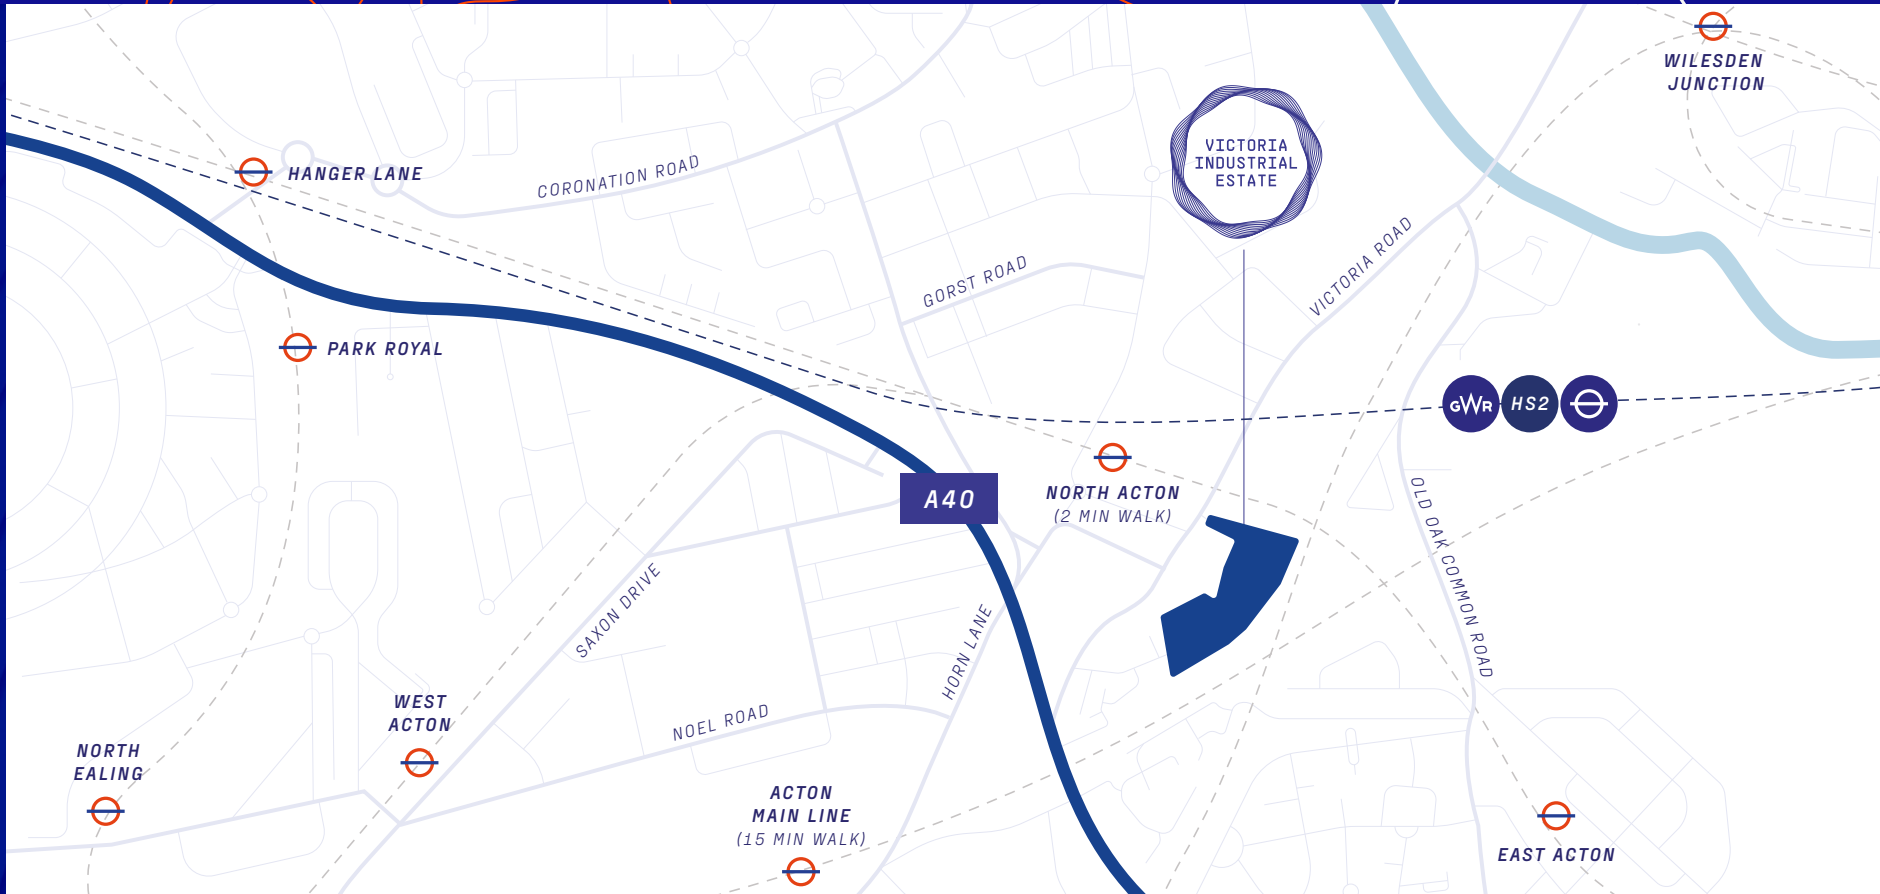 WILESDEN
JUNCTION
VICTORIA
INDUSTRIAL
ESTATE
HANGER LANE
CORONATION ROAD
GORST ROAD
VICTORIA ROAD
PARK ROYAL
GWR
HS2
A40
NORTH ACTON
(2 MIN WALK)
OLD OAK COMMON ROAD
SAXON DRIVE
HORN LANE
WEST
ACTON
NOEL ROAD
NORTH
EALING
ACTON
MAIN LINE
(15 MIN WALK)
EAST ACTON